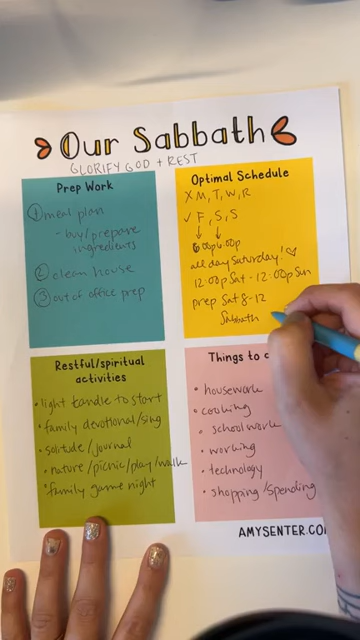 Our Sabbath
GLORIFY GOD + REST
Prep Work
① meal plan
- buy/prepare
ingredients
② clean house
③ out of office prep
Optimal Schedule
X M, T, W, R
✓ F, S, S
6:00p 6:00p
all day Saturday! ♡
12:00p Sat - 12:00p Sun
prep Sat 8-12
Sabbath
Restful/spiritual
activities
• light candle to start
• family devotional/sing
• solitude/journal
• nature/picnic/play/walk
• family game night
Things to
• housework
• cooking
• school work
• working
• technology
• shopping/spending
AMYSENTER.CO